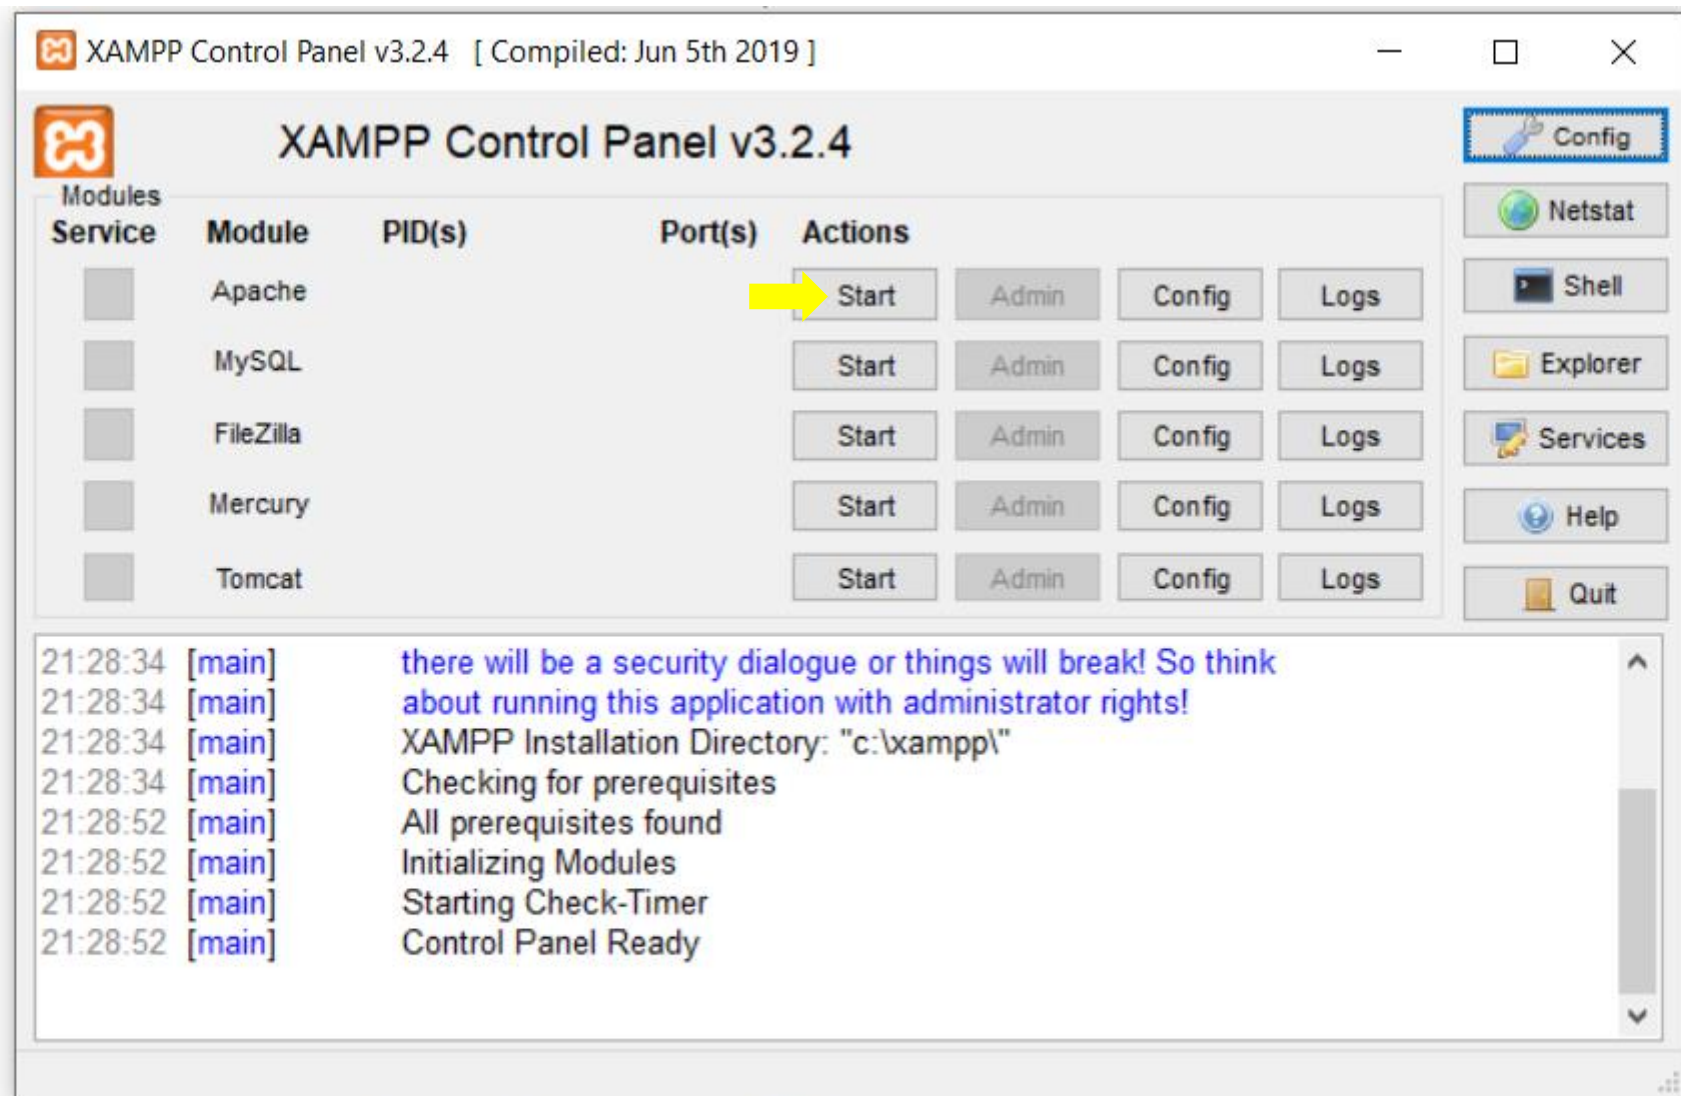 XAMPP Control Panel v3.2.4 [ Compiled: Jun 5th 2019 ]
XAMPP Control Panel v3.2.4
Config
Modules
Service Module PID(s) Port(s) Actions
Netstat
Apache Start Admin Config Logs
Shell
MySQL Start Admin Config Logs
Explorer
FileZilla Start Admin Config Logs
Services
Mercury Start Admin Config Logs
Help
Tomcat Start Admin Config Logs
Quit
21:28:34 [main] there will be a security dialogue or things will break! So think
21:28:34 [main] about running this application with administrator rights!
21:28:34 [main] XAMPP Installation Directory: "c:\xampp\"
21:28:34 [main] Checking for prerequisites
21:28:52 [main] All prerequisites found
21:28:52 [main] Initializing Modules
21:28:52 [main] Starting Check-Timer
21:28:52 [main] Control Panel Ready